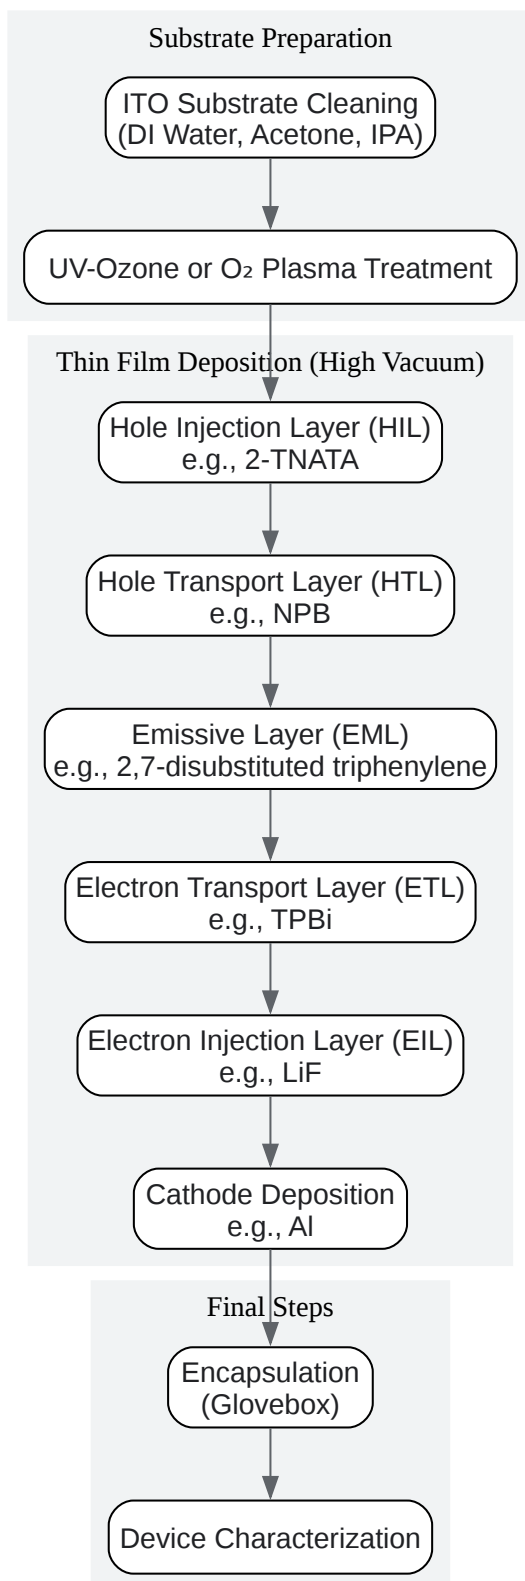 Substrate Preparation
ITO Substrate Cleaning
(DI Water, Acetone, IPA)
UV-Ozone or O₂ Plasma Treatment
Thin Film Deposition (High Vacuum)
Hole Injection Layer (HIL)
e.g., 2-TNATA
Hole Transport Layer (HTL)
e.g., NPB
Emissive Layer (EML)
e.g., 2,7-disubstituted triphenylene
Electron Transport Layer (ETL)
e.g., TPBi
Electron Injection Layer (EIL)
e.g., LiF
Cathode Deposition
e.g., Al
Final Steps
Encapsulation
(Glovebox)
Device Characterization